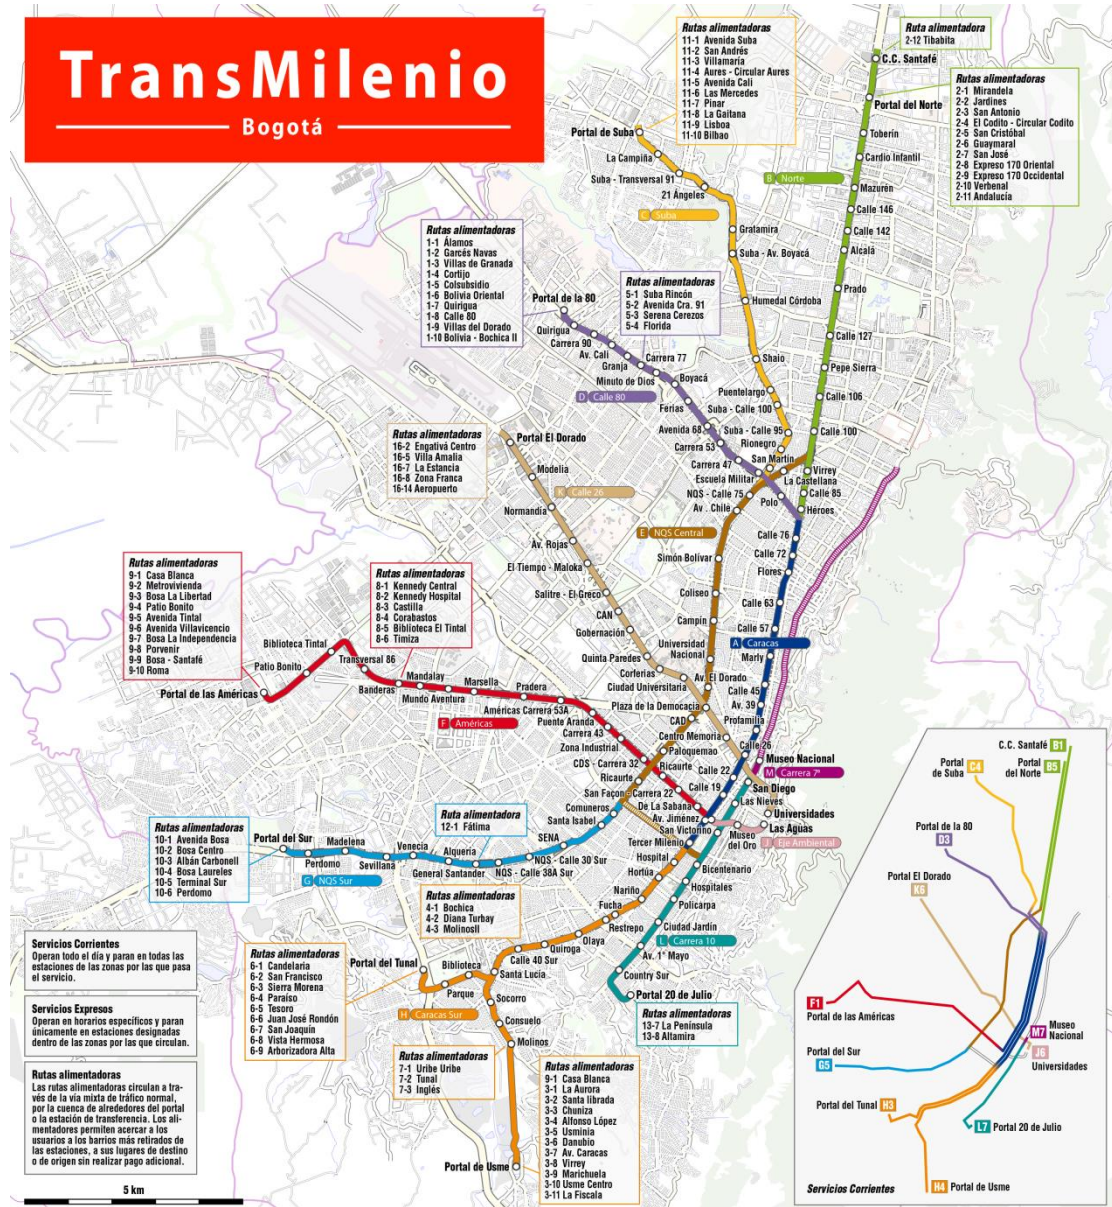 TransMilenio
Bogotá
Rutas alimentadoras
11-1 Avenida Suba
11-2 San Andrés
11-3 Villamaría
11-4 Aures - Circular Aures
11-5 Avenida Cali
11-6 Las Mercedes
11-7 Pinar
11-8 La Gaitana
11-9 Lisboa
11-10 Bilbao
Ruta alimentadora
2-12 Tibabita
C.C. Santafé
Rutas alimentadoras
2-1 Mirandela
2-2 Jardines
2-3 San Antonio
2-4 El Codito - Circular Codito
2-5 San Cristóbal
2-6 Guaymaral
2-7 San José
2-8 Expreso 170 Oriental
2-9 Expreso 170 Occidental
2-10 Verbenal
2-11 Andalucía
Portal del Norte
Toberín
Cardio Infantil
B Norte
Mazurén
Calle 146
Calle 142
Alcalá
Prado
Calle 127
Pepe Sierra
Calle 106
Calle 100
Virrey
Calle 85
Héroes
Portal de Suba
La Campiña
Suba - Transversal 91
21 Ángeles
C Suba
Gratamira
Suba - Av. Boyacá
Humedal Córdoba
Shaio
Puentelargo
Suba - Calle 100
Suba - Calle 95
Rionegro
San Martín
Rutas alimentadoras
1-1 Álamos
1-2 Garcés Navas
1-3 Villas de Granada
1-4 Cortijo
1-5 Colsubsidio
1-6 Bolivia Oriental
1-7 Quirigua
1-8 Calle 80
1-9 Villas del Dorado
1-10 Bolivia - Bochica II
Rutas alimentadoras
5-1 Suba Rincón
5-2 Avenida Cra. 91
5-3 Serena Cerezos
5-4 Florida
Portal de la 80
Quirigua
Carrera 90
Av. Cali
Granja
Carrera 77
Minuto de Dios
Boyacá
D Calle 80
Ferias
Avenida 68
Carrera 53
Carrera 47
Escuela Militar
Polo
La Castellana
NQS - Calle 75
Av. Chile
E NQS Central
Simón Bolívar
Coliseo
Campín
Universidad
Nacional
Av. El Dorado
CAD
Paloquemao
Ricaurte
Rutas alimentadoras
16-2 Engativá Centro
16-5 Villa Amalia
16-7 La Estancia
16-8 Zona Franca
16-14 Aeropuerto
Portal El Dorado
Modelia
K Calle 26
Normandía
Av. Rojas
El Tiempo - Maloka
Salitre - El Greco
CAN
Gobernación
Quinta Paredes
Corferias
Ciudad Universitaria
Plaza de la Democacia
Centro Memoria
Calle 76
Calle 72
Flores
Calle 63
Calle 57
A Caracas
Marly
Calle 45
Av. 39
Profamilia
Calle 26
Calle 22
Calle 19
Av. Jiménez
Tercer Milenio
Museo Nacional
M Carrera 7ª
San Diego
Las Nieves
Universidades
Las Aguas
Museo
del Oro
J Eje Ambiental
San Victorino
Bicentenario
Hospitales
Policarpa
Ciudad Jardín
L Carrera 10
Av. 1° Mayo
Country Sur
Portal 20 de Julio
Rutas alimentadoras
13-7 La Península
13-8 Altamira
Rutas alimentadoras
9-1 Casa Blanca
9-2 Metrovivienda
9-3 Bosa La Libertad
9-4 Patio Bonito
9-5 Avenida Tintal
9-6 Avenida Villavicencio
9-7 Bosa La Independencia
9-8 Porvenir
9-9 Bosa - Santafé
9-10 Roma
Rutas alimentadoras
8-1 Kennedy Central
8-2 Kennedy Hospital
8-3 Castilla
8-4 Corabastos
8-5 Biblioteca El Tintal
8-6 Timiza
Portal de las Américas
Patio Bonito
Biblioteca Tintal
Transversal 86
Banderas
Mandalay
Mundo Aventura
Marsella
Pradera
Américas Carrera 53A
F Américas
Puente Aranda
Carrera 43
Zona Industrial
CDS - Carrera 32
Ricaurte
San Façon
Carrera 22
De La Sabana
Comuneros
Santa Isabel
SENA
NQS - Calle 30 Sur
NQS - Calle 38A Sur
General Santander
Alquería
Venecia
Sevillana
Madelena
Perdomo
Portal del Sur
G NQS Sur
Ruta alimentadora
12-1 Fátima
Rutas alimentadoras
10-1 Avenida Bosa
10-2 Bosa Centro
10-3 Albán Carbonell
10-4 Bosa Laureles
10-5 Terminal Sur
10-6 Perdomo
Rutas alimentadoras
4-1 Bochica
4-2 Diana Turbay
4-3 MolinosII
Hospital
Hortúa
Nariño
Fucha
Restrepo
Olaya
Quiroga
Calle 40 Sur
Santa Lucía
Biblioteca
Parque
Portal del Tunal
H Caracas Sur
Socorro
Consuelo
Molinos
Portal de Usme
Rutas alimentadoras
6-1 Candelaria
6-2 San Francisco
6-3 Sierra Morena
6-4 Paraíso
6-5 Tesoro
6-6 Juan José Rondón
6-7 San Joaquín
6-8 Vista Hermosa
6-9 Arborizadora Alta
Rutas alimentadoras
7-1 Uribe Uribe
7-2 Tunal
7-3 Inglés
Rutas alimentadoras
9-1 Casa Blanca
3-1 La Aurora
3-2 Santa librada
3-3 Chuniza
3-4 Alfonso López
3-5 Usminia
3-6 Danubio
3-7 Av. Caracas
3-8 Virrey
3-9 Marichuela
3-10 Usme Centro
3-11 La Fiscala
Servicios Corrientes
Operan todo el día y paran en todas las
estaciones de las zonas por las que pasa
el servicio.
Servicios Expresos
Operan en horarios específicos y paran
únicamente en estaciones designadas
dentro de las zonas por las que circulan.
Rutas alimentadoras
Las rutas alimentadoras circulan a tra-
vés de la vía mixta de tráfico normal,
por la cuenca de alrededores del portal
o la estación de transferencia. Los ali-
mentadores permiten acercar a los
usuarios a los barrios más retirados de
las estaciones, a sus lugares de destino
o de origen sin realizar pago adicional.
5 km
C.C. Santafé B1
Portal
de Suba C4
Portal
del Norte B5
Portal de la 80
D3
Portal El Dorado
K6
F1
Portal de las Américas
M7 Museo
Nacional
J6
Universidades
Portal del Sur
G5
Portal del Tunal H3
L7 Portal 20 de Julio
H4 Portal de Usme
Servicios Corrientes